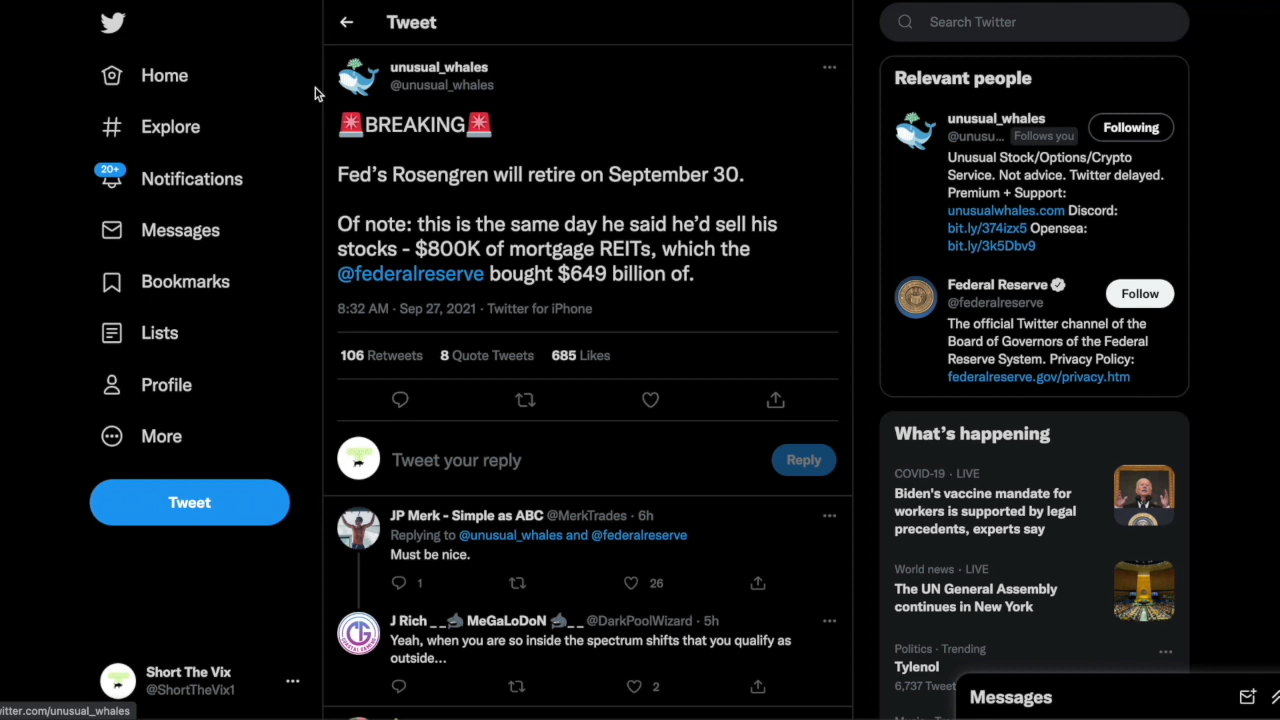 Home
Explore
20+
Notifications
Messages
Bookmarks
Lists
Profile
More
Tweet
Short The Vix
@ShortTheVix1
witter.com/unusual_whales
Tweet
unusual_whales
@unusual_whales
🚨BREAKING🚨
Fed's Rosengren will retire on September 30.
Of note: this is the same day he said he'd sell his
stocks - $800K of mortgage REITs, which the
@federalreserve bought $649 billion of.
8:32 AM · Sep 27, 2021 · Twitter for iPhone
106 Retweets 8 Quote Tweets 685 Likes
Tweet your reply
Reply
JP Merk - Simple as ABC @MerkTrades · 6h
Replying to @unusual_whales and @federalreserve
Must be nice.
1
26
J Rich _ _🦈 MeGaLoDoN 🦈_ _ @DarkPoolWizard · 5h
Yeah, when you are so inside the spectrum shifts that you qualify as
outside...
2
Search Twitter
Relevant people
unusual_whales
@unusu... Follows you
Following
Unusual Stock/Options/Crypto
Service. Not advice. Twitter delayed.
Premium + Support:
unusualwhales.com Discord:
bit.ly/374izx5 Opensea:
bit.ly/3k5Dbv9
Federal Reserve
@federalreserve
Follow
The official Twitter channel of the
Board of Governors of the Federal
Reserve System. Privacy Policy:
federalreserve.gov/privacy.htm
What's happening
COVID-19 · LIVE
Biden's vaccine mandate for
workers is supported by legal
precedents, experts say
World news · LIVE
The UN General Assembly
continues in New York
Politics · Trending
Tylenol
6,737 Tweet
Messages